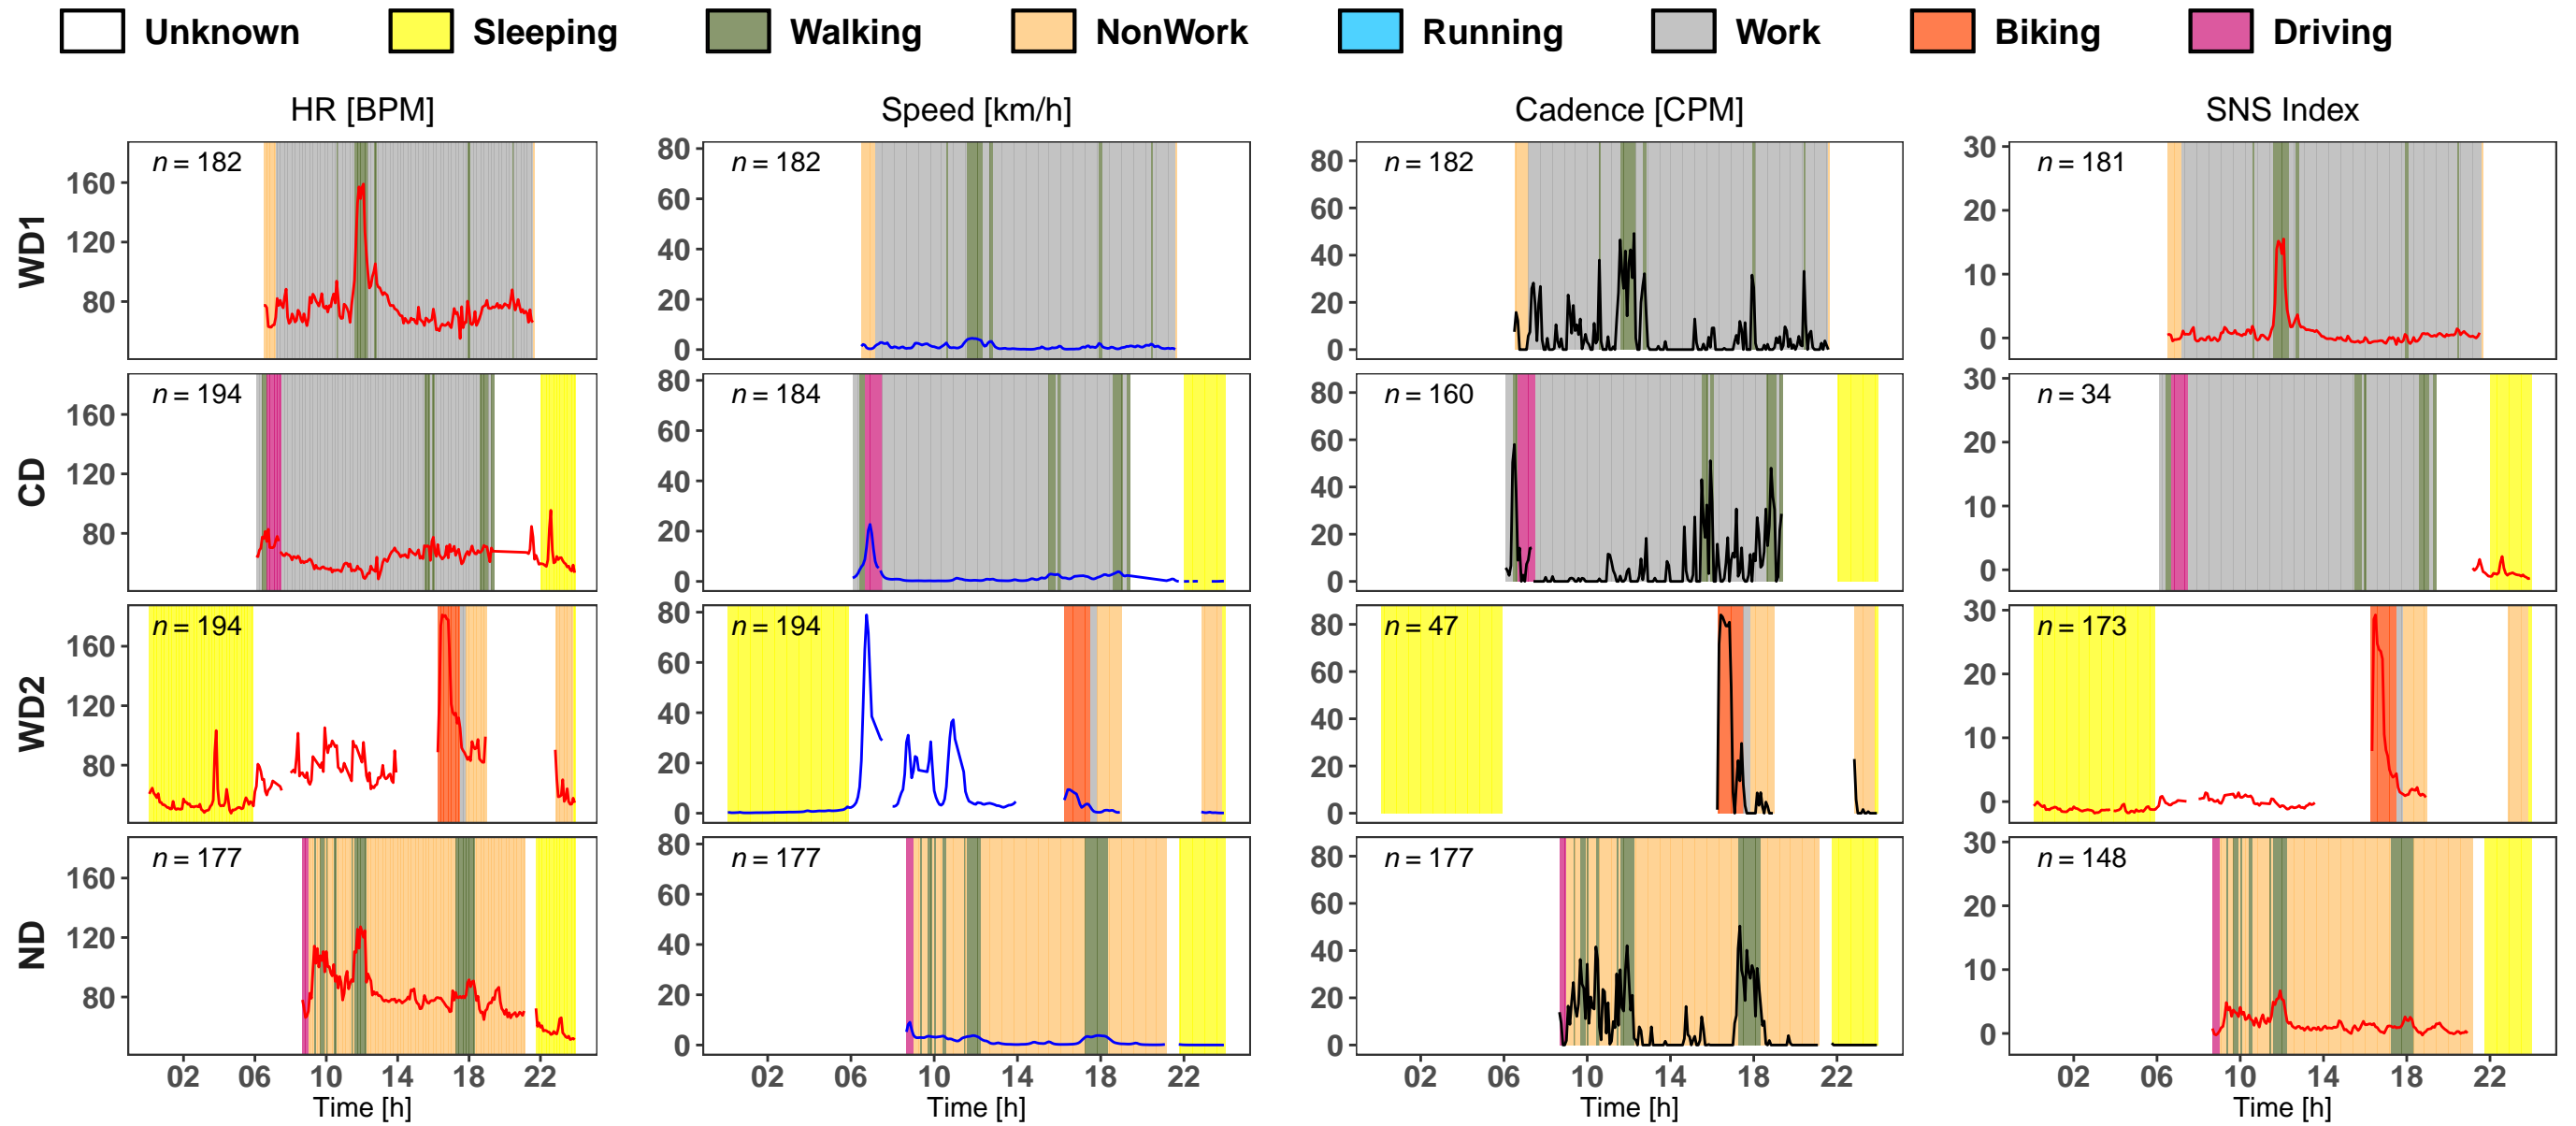 Unknown Sleeping Walking NonWork Running Work Biking Driving
HR [BPM] Speed [km/h] Cadence [CPM] SNS Index
WD1
160
120
80
n = 182
80
60
40
20
0
n = 182
80
60
40
20
0
n = 182
30
20
10
0
n = 181
CD
160
120
80
n = 194
80
60
40
20
0
n = 184
80
60
40
20
0
n = 160
30
20
10
0
n = 34
WD2
160
120
80
n = 194
80
60
40
20
0
n = 194
80
60
40
20
0
n = 47
30
20
10
0
n = 173
ND
160
120
80
n = 177
80
60
40
20
0
n = 177
80
60
40
20
0
n = 177
30
20
10
0
n = 148
02 06 10 14 18 22 02 06 10 14 18 22 02 06 10 14 18 22 02 06 10 14 18 22
Time [h] Time [h] Time [h] Time [h]